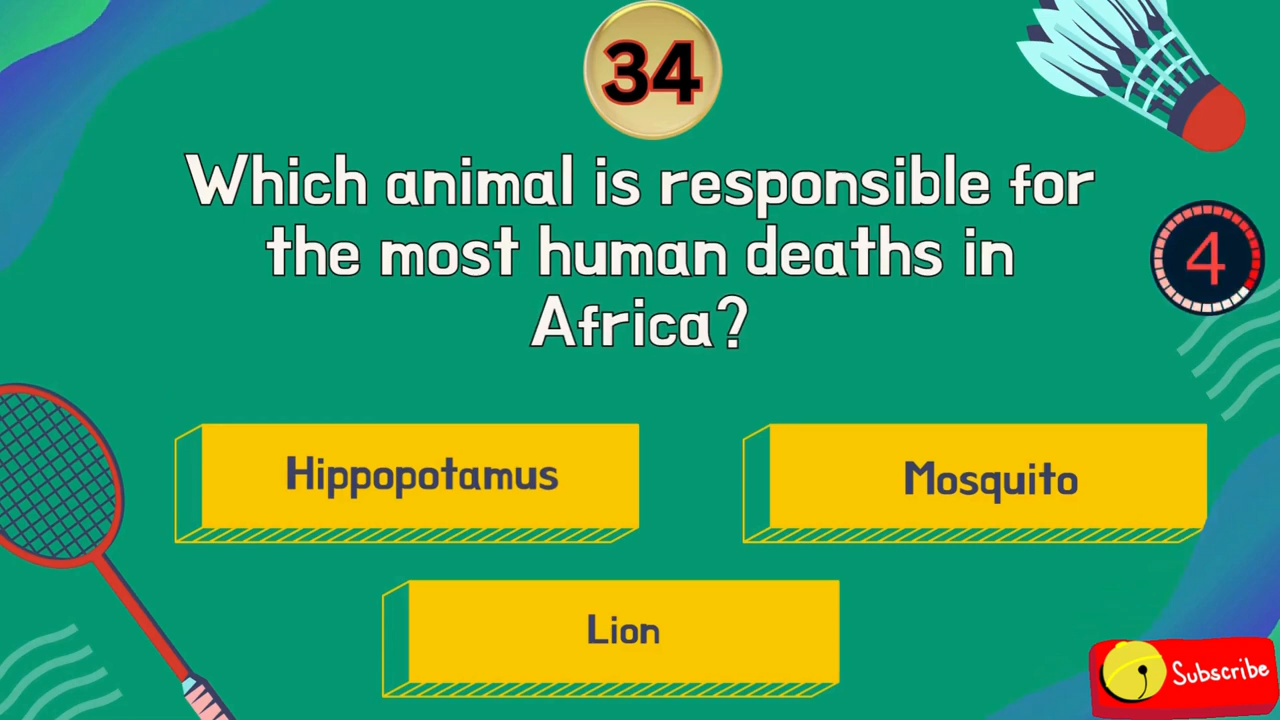 34
Which animal is responsible for
the most human deaths in
Africa?
4
Hippopotamus
Mosquito
Lion
Subscribe